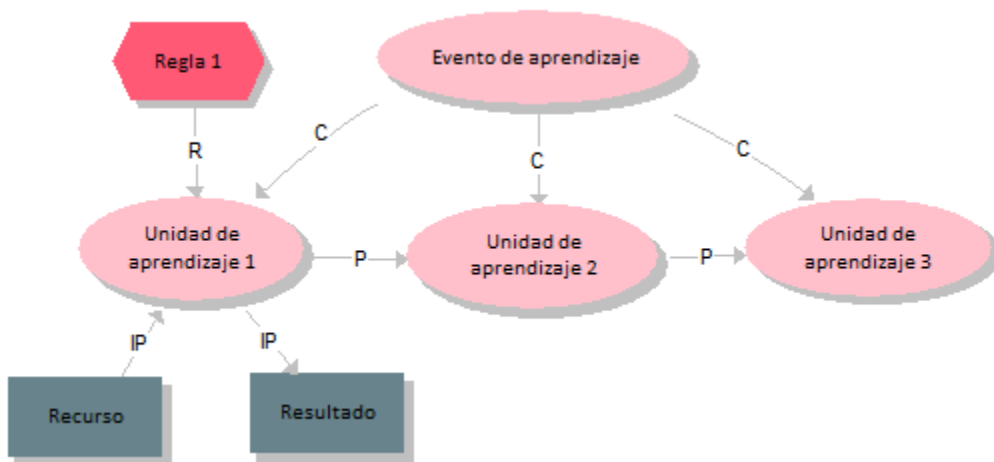 Regla 1
Evento de aprendizaje
R
C
C
C
Unidad de
aprendizaje 1
P
Unidad de
aprendizaje 2
P
Unidad de
aprendizaje 3
IP
IP
Recurso
Resultado